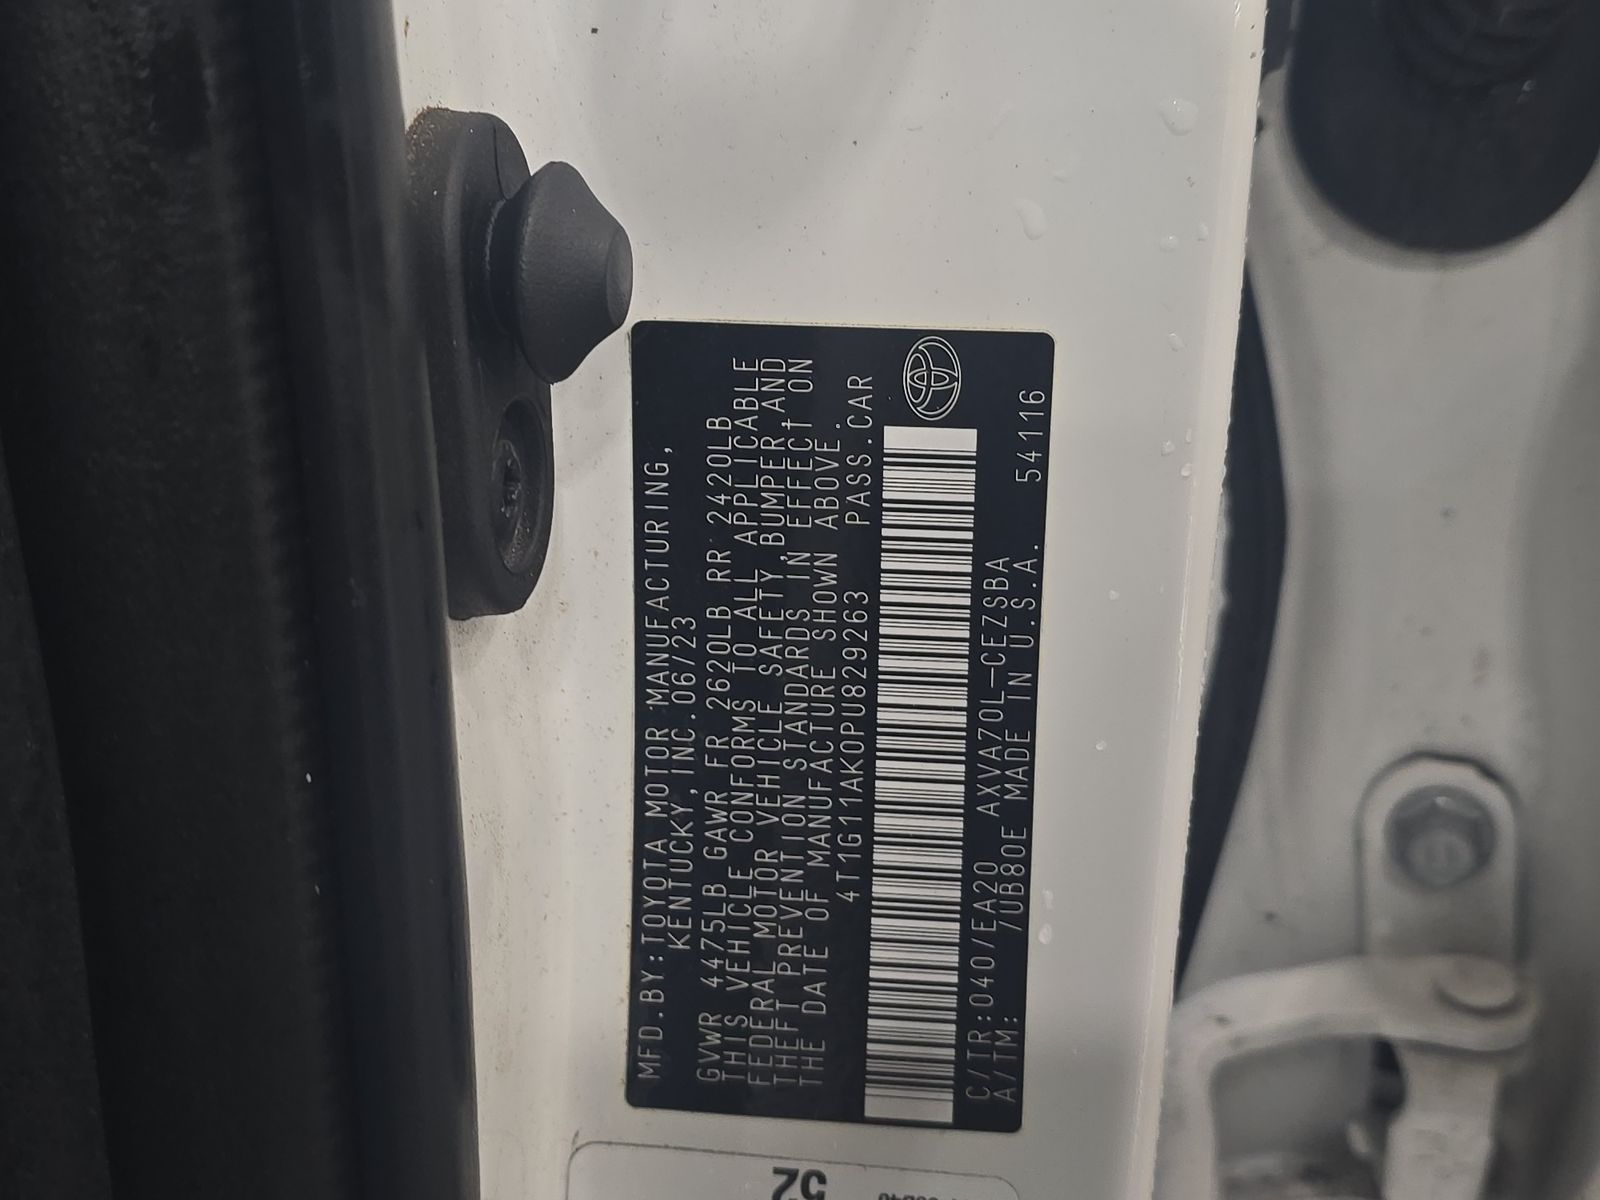 MFD.BY:TOYOTA MOTOR MANUFACTURING,
KENTUCKY,INC.06/23
GVWR 4475LB GAWR FR 2620LB RR 2420LB
THIS VEHICLE CONFORMS TO ALL APPLICABLE
FEDERAL MOTOR VEHICLE SAFETY,BUMPER,AND
THEFT PREVENTION STANDARDS IN EFFECT ON
THE DATE OF MANUFACTURE SHOWN ABOVE.
4T1G11AK0PU829263 PASS.CAR
C/TR:040/EA20 AXVA70L-CEZSBA
A/TM: /UB80E MADE IN U.S.A. 54116
52